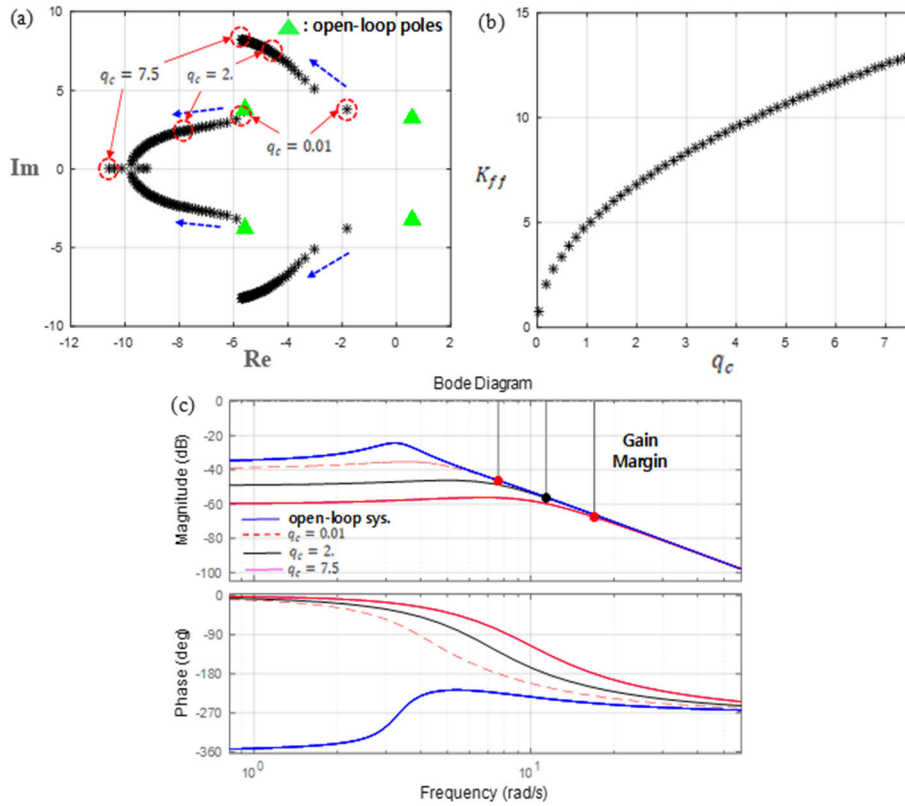 (a)
: open-loop poles
q_c = 7.5
q_c = 2.
q_c = 0.01
Im
10
5
0
-5
-10
-12
-10
-8
-6
-4
-2
0
2
Re
(b)
K_ff
15
10
5
0
0
1
2
3
4
5
6
7
q_c
(c)
Bode Diagram
Gain
Margin
Magnitude (dB)
0
-20
-40
-60
-80
-100
open-loop sys.
q_c = 0.01
q_c = 2.
q_c = 7.5
Phase (deg)
0
-90
-180
-270
-360
10^0
10^1
Frequency (rad/s)